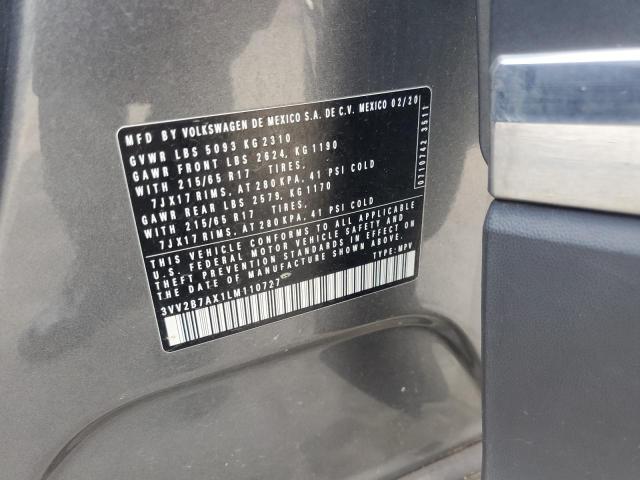 MFD BY VOLKSWAGEN DE MEXICO S.A. DE C.V. MEXICO 02/20
GVWR LBS 5093 KG 2310
GAWR FRONT LBS 2624, KG 1190
WITH 215/65 R17 TIRES,
7JX17 RIMS, AT 280 KPA, 41 PSI COLD
GAWR REAR LBS 2579, KG 1170
WITH 215/65 R17 TIRES,
7JX17 RIMS, AT 280 KPA, 41 PSI COLD
THIS VEHICLE CONFORMS TO ALL APPLICABLE
U.S. FEDERAL MOTOR VEHICLE SAFETY AND
THEFT PREVENTION STANDARDS IN EFFECT ON
THE DATE OF MANUFACTURE SHOWN ABOVE.
3VV2B7AX1LM110727
TYPE: MPV
0710742 3511